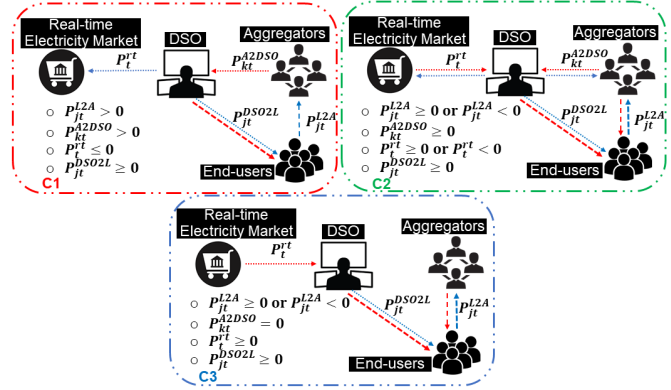 Real-time
Electricity Market
DSO
Aggregators
P_t^{rt}
P_{kt}^{A2DSO}
P_{jt}^{DSO2L}
P_{jt}^{L2A}
○ P_{jt}^{L2A} > 0
○ P_{kt}^{A2DSO} > 0
○ P_t^{rt} ≤ 0
○ P_{jt}^{DSO2L} ≥ 0
End-users
C1
Real-time
Electricity Market
DSO
Aggregators
P_t^{rt}
P_{kt}^{A2DSO}
P_{jt}^{DSO2L}
P_{jt}^{L2A}
○ P_{jt}^{L2A} ≥ 0 or P_{jt}^{L2A} < 0
○ P_{kt}^{A2DSO} ≥ 0
○ P_t^{rt} ≥ 0 or P_t^{rt} < 0
○ P_{jt}^{DSO2L} ≥ 0
End-users
C2
Real-time
Electricity Market
DSO
Aggregators
P_t^{rt}
P_{jt}^{DSO2L}
P_{jt}^{L2A}
○ P_{jt}^{L2A} ≥ 0 or P_{jt}^{L2A} < 0
○ P_{kt}^{A2DSO} = 0
○ P_t^{rt} ≥ 0
○ P_{jt}^{DSO2L} ≥ 0
End-users
C3